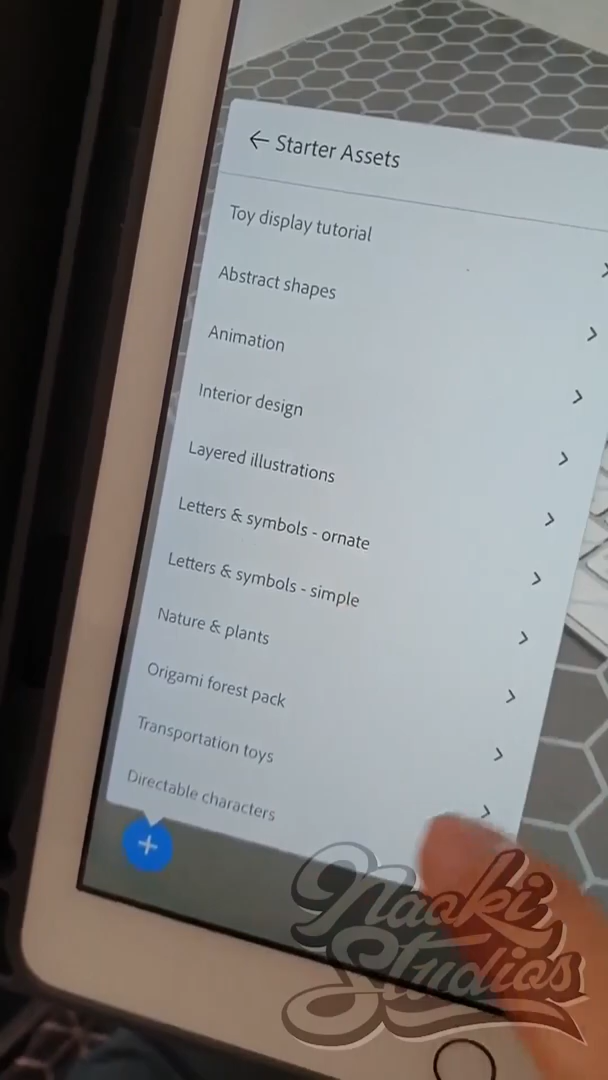 ← Starter Assets
Toy display tutorial
Abstract shapes
Animation
Interior design
Layered illustrations
Letters & symbols - ornate
Letters & symbols - simple
Nature & plants
Origami forest pack
Transportation toys
Directable characters
Naoki
Studios